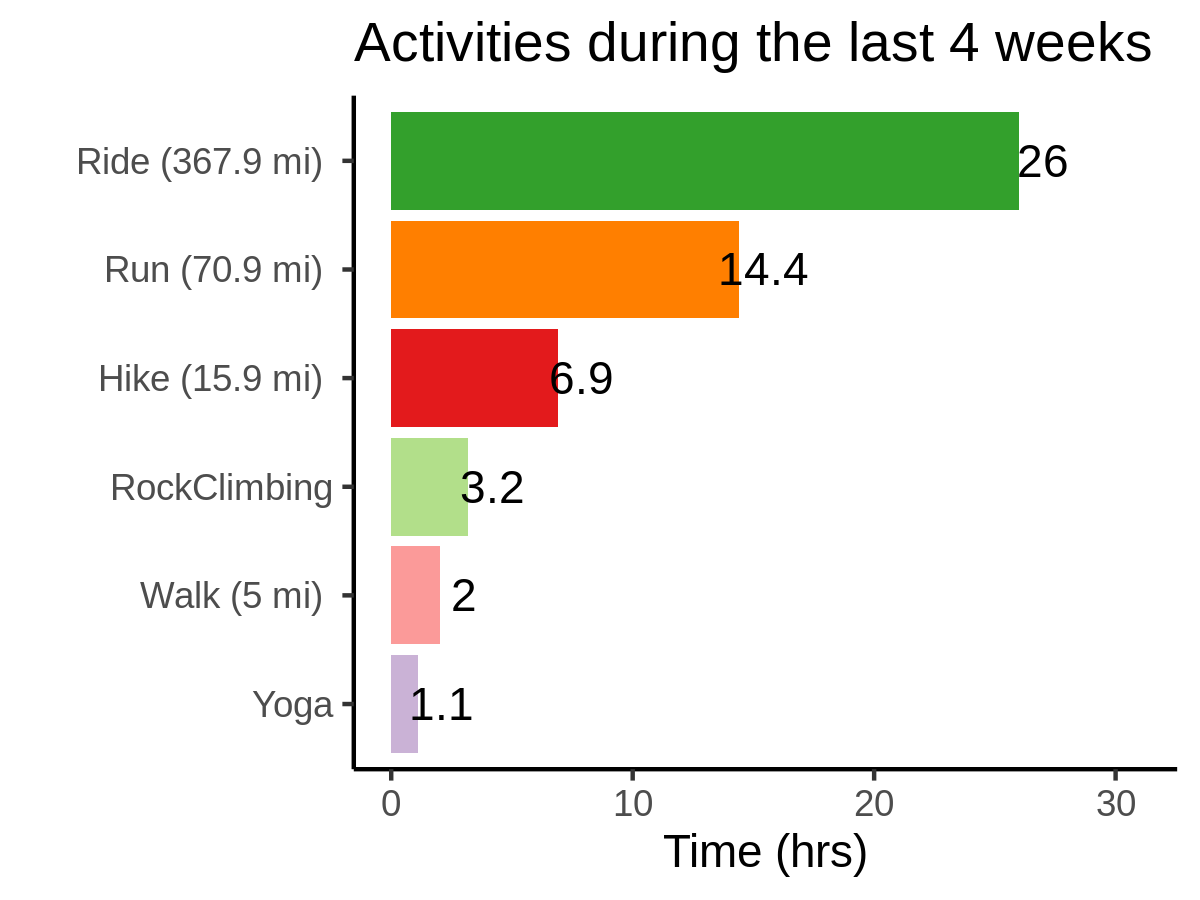 Activities during the last 4 weeks
Ride (367.9 mi) 26
Run (70.9 mi) 14.4
Hike (15.9 mi) 6.9
RockClimbing 3.2
Walk (5 mi) 2
Yoga 1.1
0 10 20 30
Time (hrs)